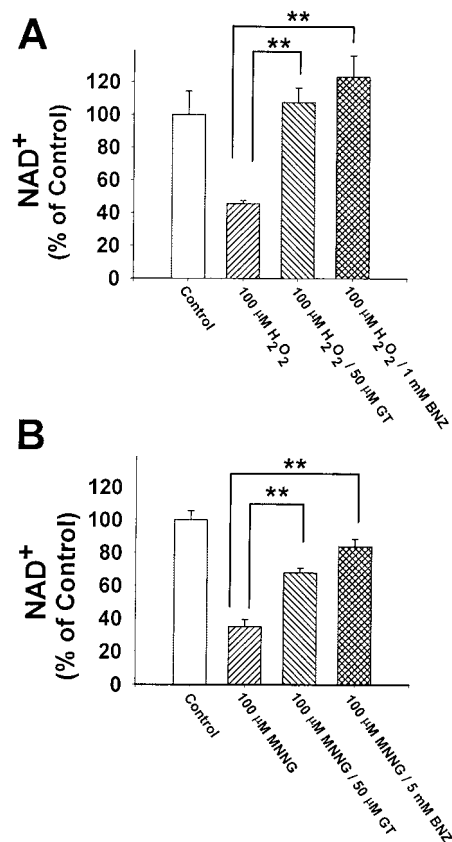 A
**
**
NAD+
(% of Control)
120
100
80
60
40
20
0
Control
100 µM H2O2
100 µM H2O2 / 50 µM GT
100 µM H2O2 / 1 mM BNZ
B
**
**
NAD+
(% of Control)
120
100
80
60
40
20
0
Control
100 µM MNNG
100 µM MNNG / 50 µM GT
100 µM MNNG / 5 mM BNZ